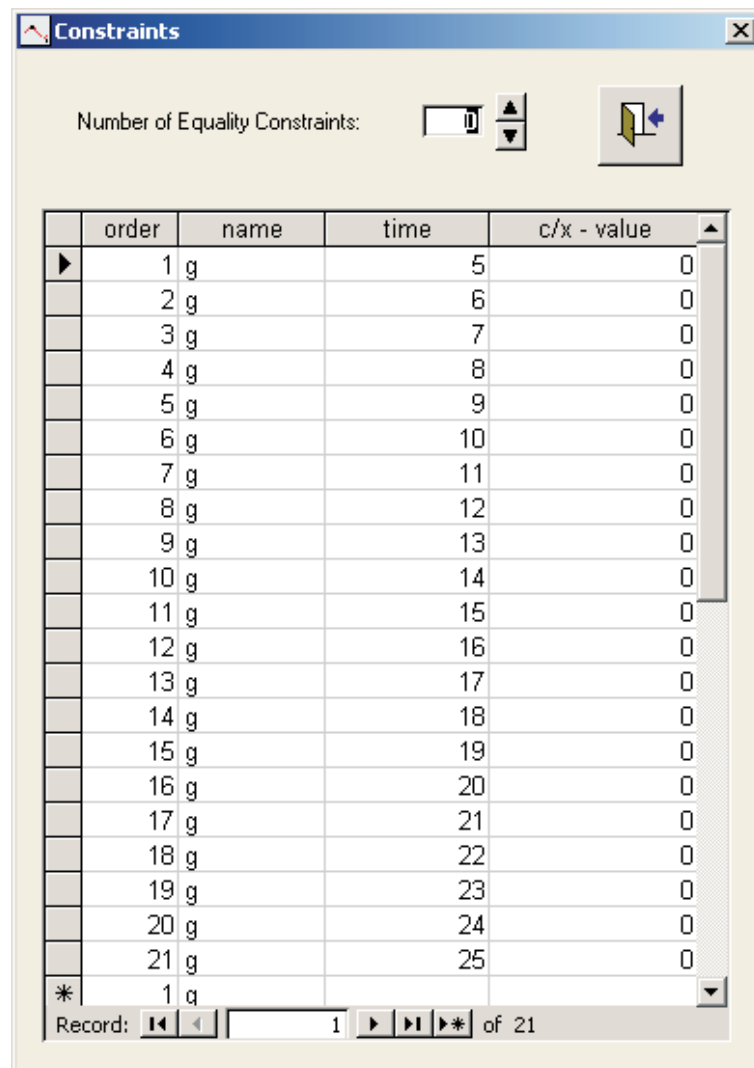 Constraints
Number of Equality Constraints: 0
order name time c/x - value
1 g 5 0
2 g 6 0
3 g 7 0
4 g 8 0
5 g 9 0
6 g 10 0
7 g 11 0
8 g 12 0
9 g 13 0
10 g 14 0
11 g 15 0
12 g 16 0
13 g 17 0
14 g 18 0
15 g 19 0
16 g 20 0
17 g 21 0
18 g 22 0
19 g 23 0
20 g 24 0
21 g 25 0
1 g
Record: 1 of 21